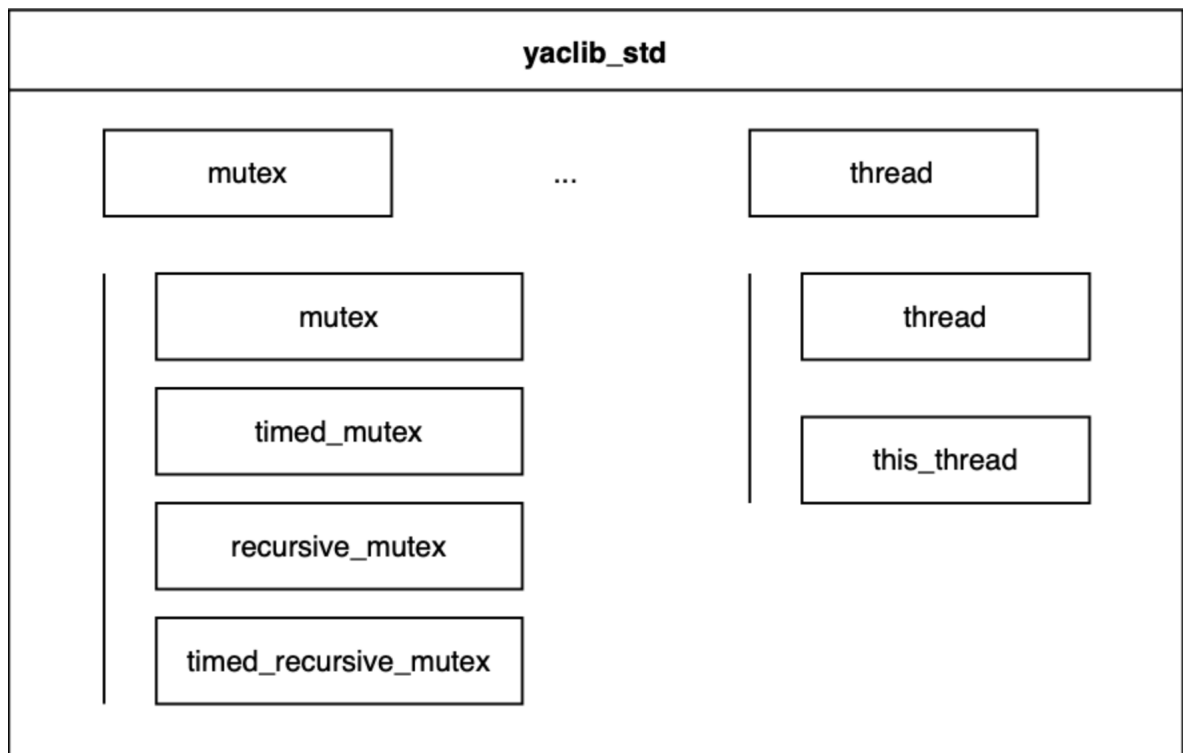 yaclib_std
mutex
...
thread
mutex
timed_mutex
recursive_mutex
timed_recursive_mutex
thread
this_thread